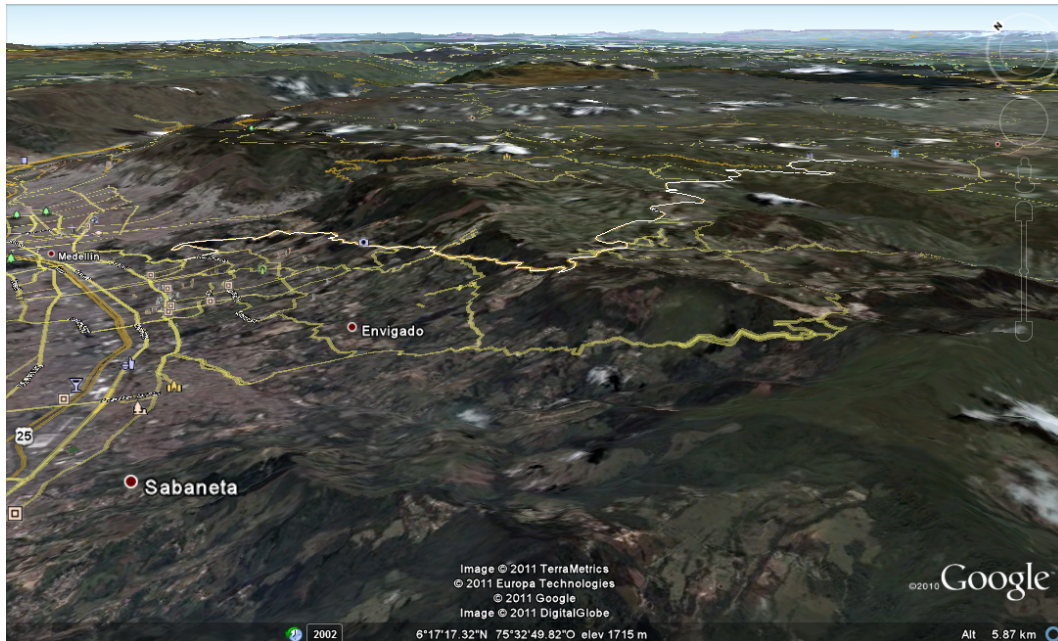 N
Medellín
Envigado
25
Sabaneta
Image © 2011 TerraMetrics
© 2011 Europa Technologies
© 2011 Google
Image © 2011 DigitalGlobe
©2010 Google™
2002
6°17'17.32"N 75°32'49.82"O elev 1715 m
Alt 5.87 km